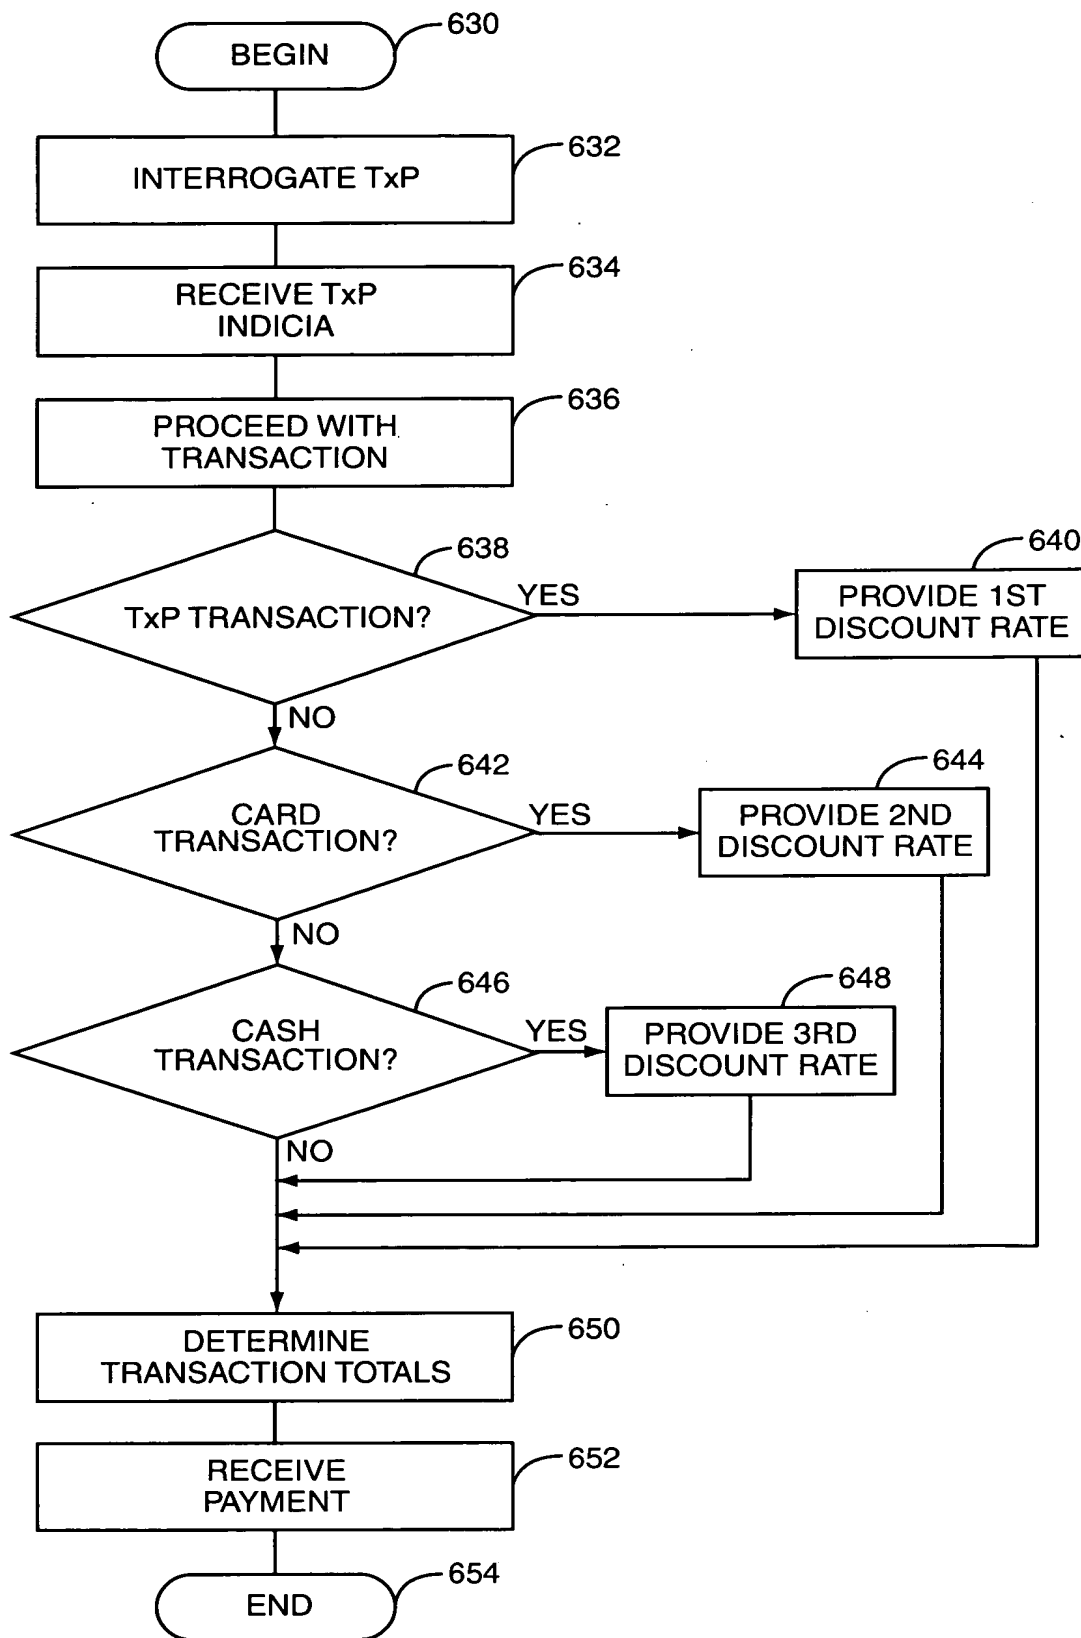 BEGIN
630
INTERROGATE TxP
632
RECEIVE TxP
INDICIA
634
PROCEED WITH
TRANSACTION
636
TxP TRANSACTION?
638
YES
PROVIDE 1ST
DISCOUNT RATE
640
NO
CARD
TRANSACTION?
642
YES
PROVIDE 2ND
DISCOUNT RATE
644
NO
CASH
TRANSACTION?
646
YES
PROVIDE 3RD
DISCOUNT RATE
648
NO
DETERMINE
TRANSACTION TOTALS
650
RECEIVE
PAYMENT
652
END
654